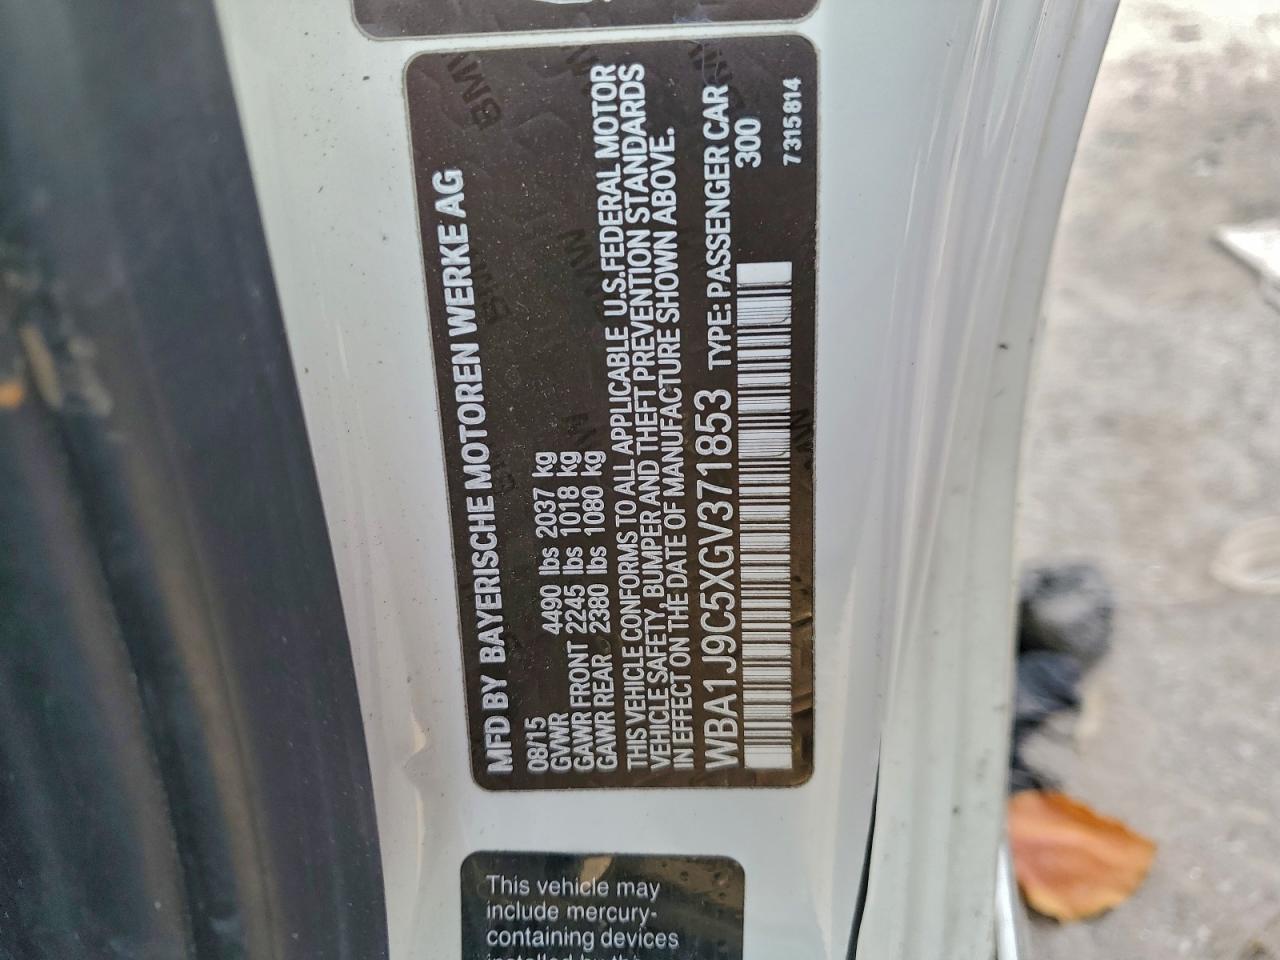 MFD BY BAYERISCHE MOTOREN WERKE AG
08/15
GVWR 4490 lbs 2037 kg
GAWR FRONT 2245 lbs 1018 kg
GAWR REAR 2380 lbs 1080 kg
THIS VEHICLE CONFORMS TO ALL APPLICABLE U.S.FEDERAL MOTOR
VEHICLE SAFETY, BUMPER AND THEFT PREVENTION STANDARDS
IN EFFECT ON THE DATE OF MANUFACTURE SHOWN ABOVE.
WBA1J9C5XGV371853 TYPE: PASSENGER CAR
300
7315814
This vehicle may
include mercury-
containing devices